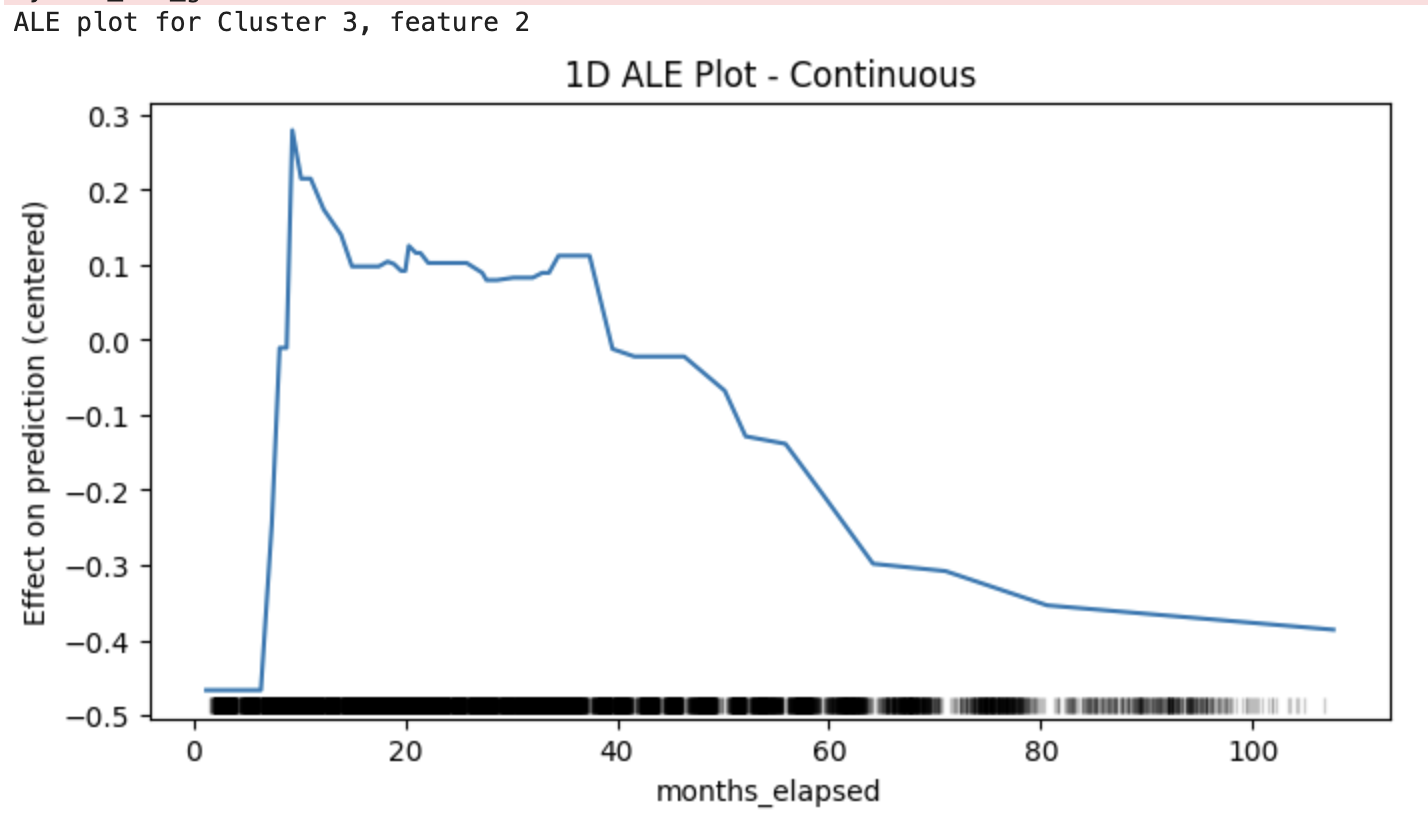 ALE plot for Cluster 3, feature 2
1D ALE Plot - Continuous
Effect on prediction (centered)
0.3
0.2
0.1
0.0
−0.1
−0.2
−0.3
−0.4
−0.5
0 20 40 60 80 100
months_elapsed